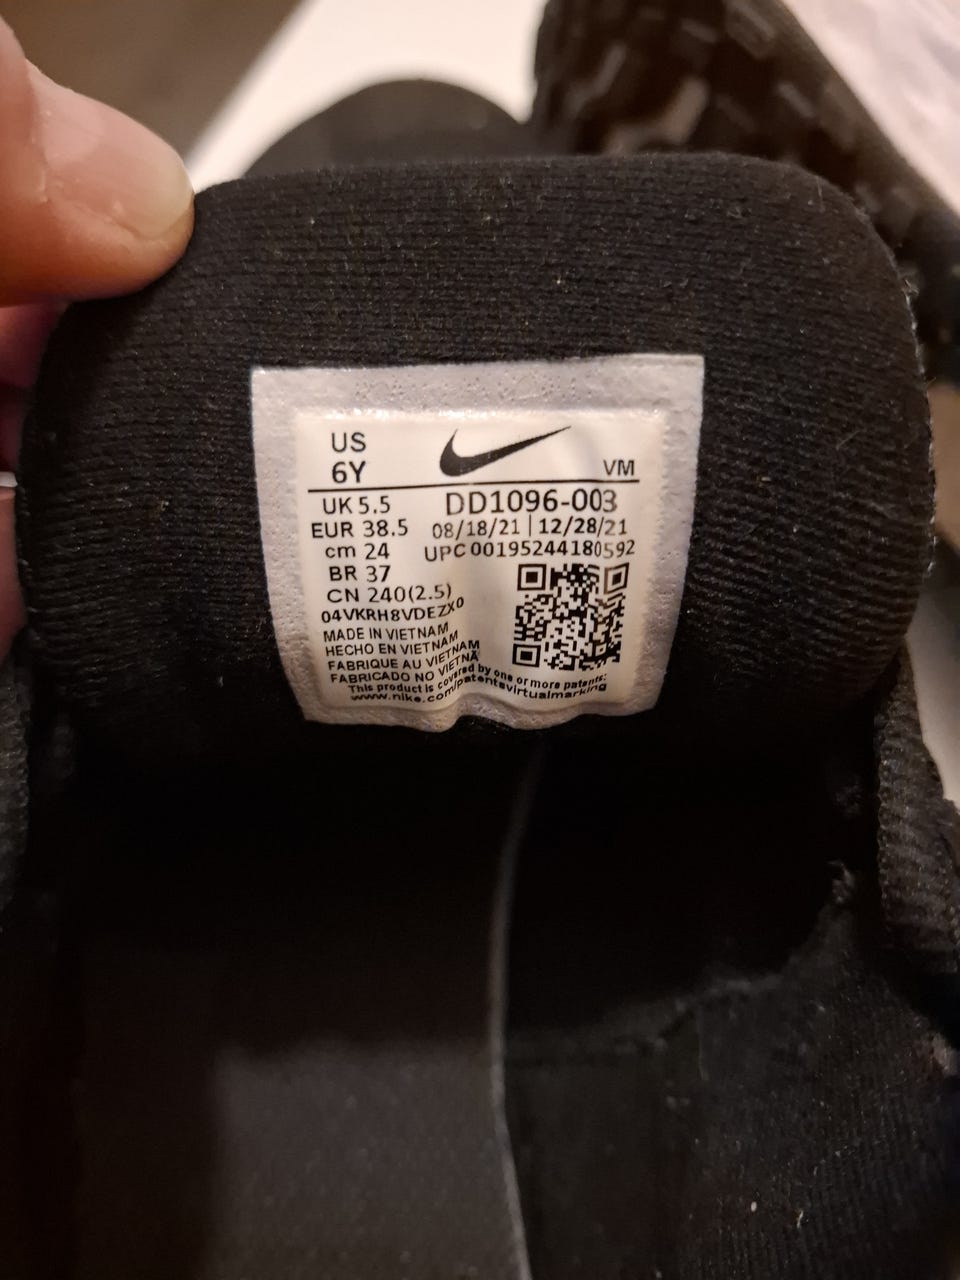 US
6Y
VM
UK 5.5
DD1096-003
EUR 38.5
08/18/21 | 12/28/21
cm 24
UPC 00195244180592
BR 37
CN 240(2.5)
04VKRH8VDEZX0
MADE IN VIETNAM
HECHO EN VIETNAM
FABRIQUE AU VIETNAM
FABRICADO NO VIETNÃ
This product is covered by one or more patents:
www.nike.com/patentsvirtualmarking